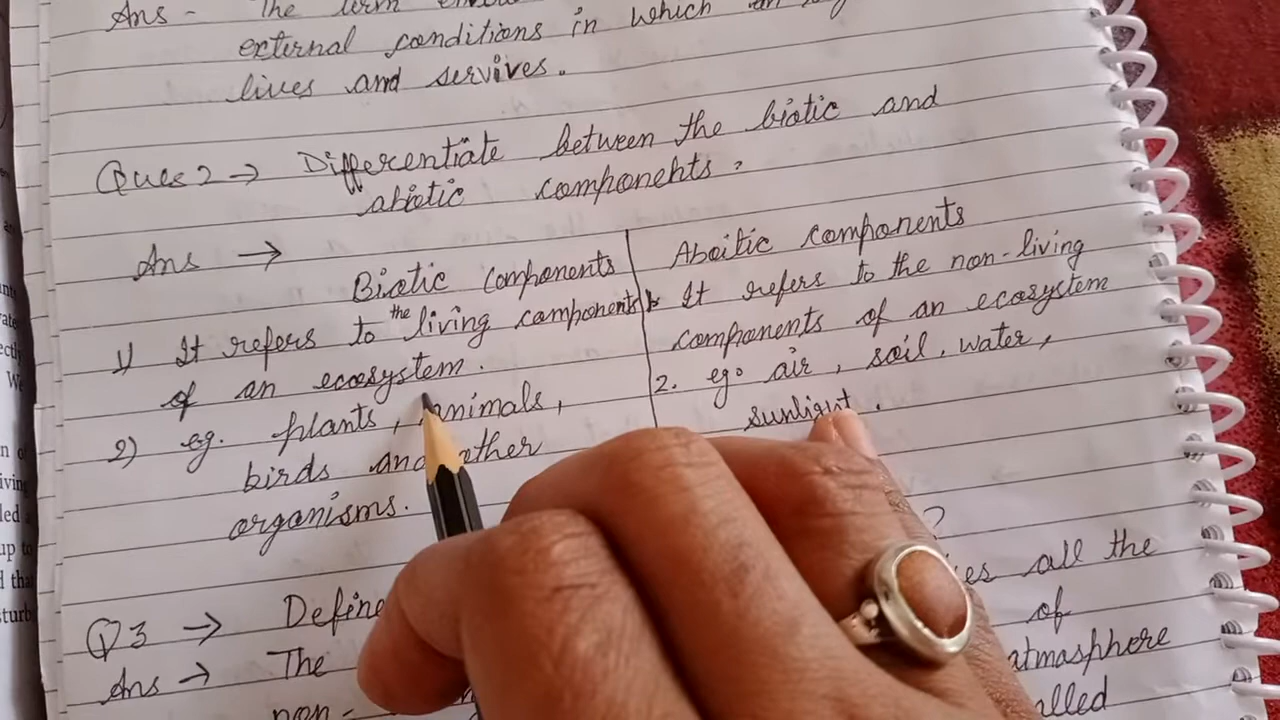 Ans - The term
external conditions in which an
lives and servives.
Ques 2 → Differentiate between the biotic and
abiotic components?
Ans →
Biotic components
1) It refers to the living components
of an ecosystem.
2) eg. plants, animals,
birds and other
organisms.
Aboitic components
1. It refers to the non-living
components of an ecosystem
2. eg. air, soil, water,
sunlight.
?
Q3 → Define
all the
Ans → The
of
non-
atmosphere